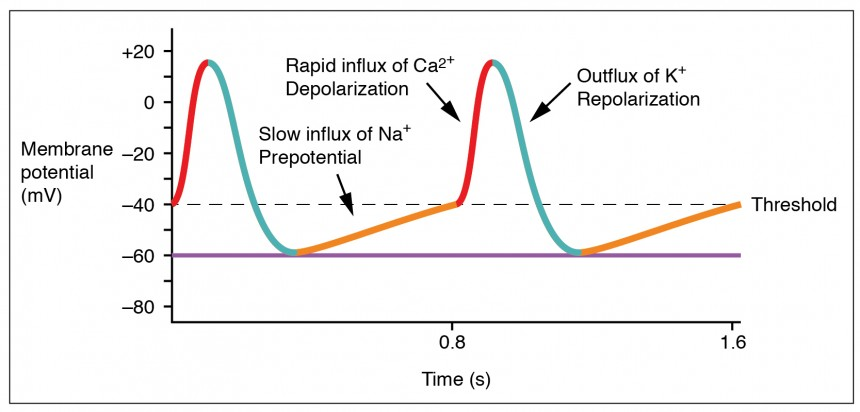 +20
0
–20
–40
–60
–80
Membrane
potential
(mV)
Rapid influx of Ca²⁺
Depolarization
Outflux of K⁺
Repolarization
Slow influx of Na⁺
Prepotential
Threshold
0.8
1.6
Time (s)